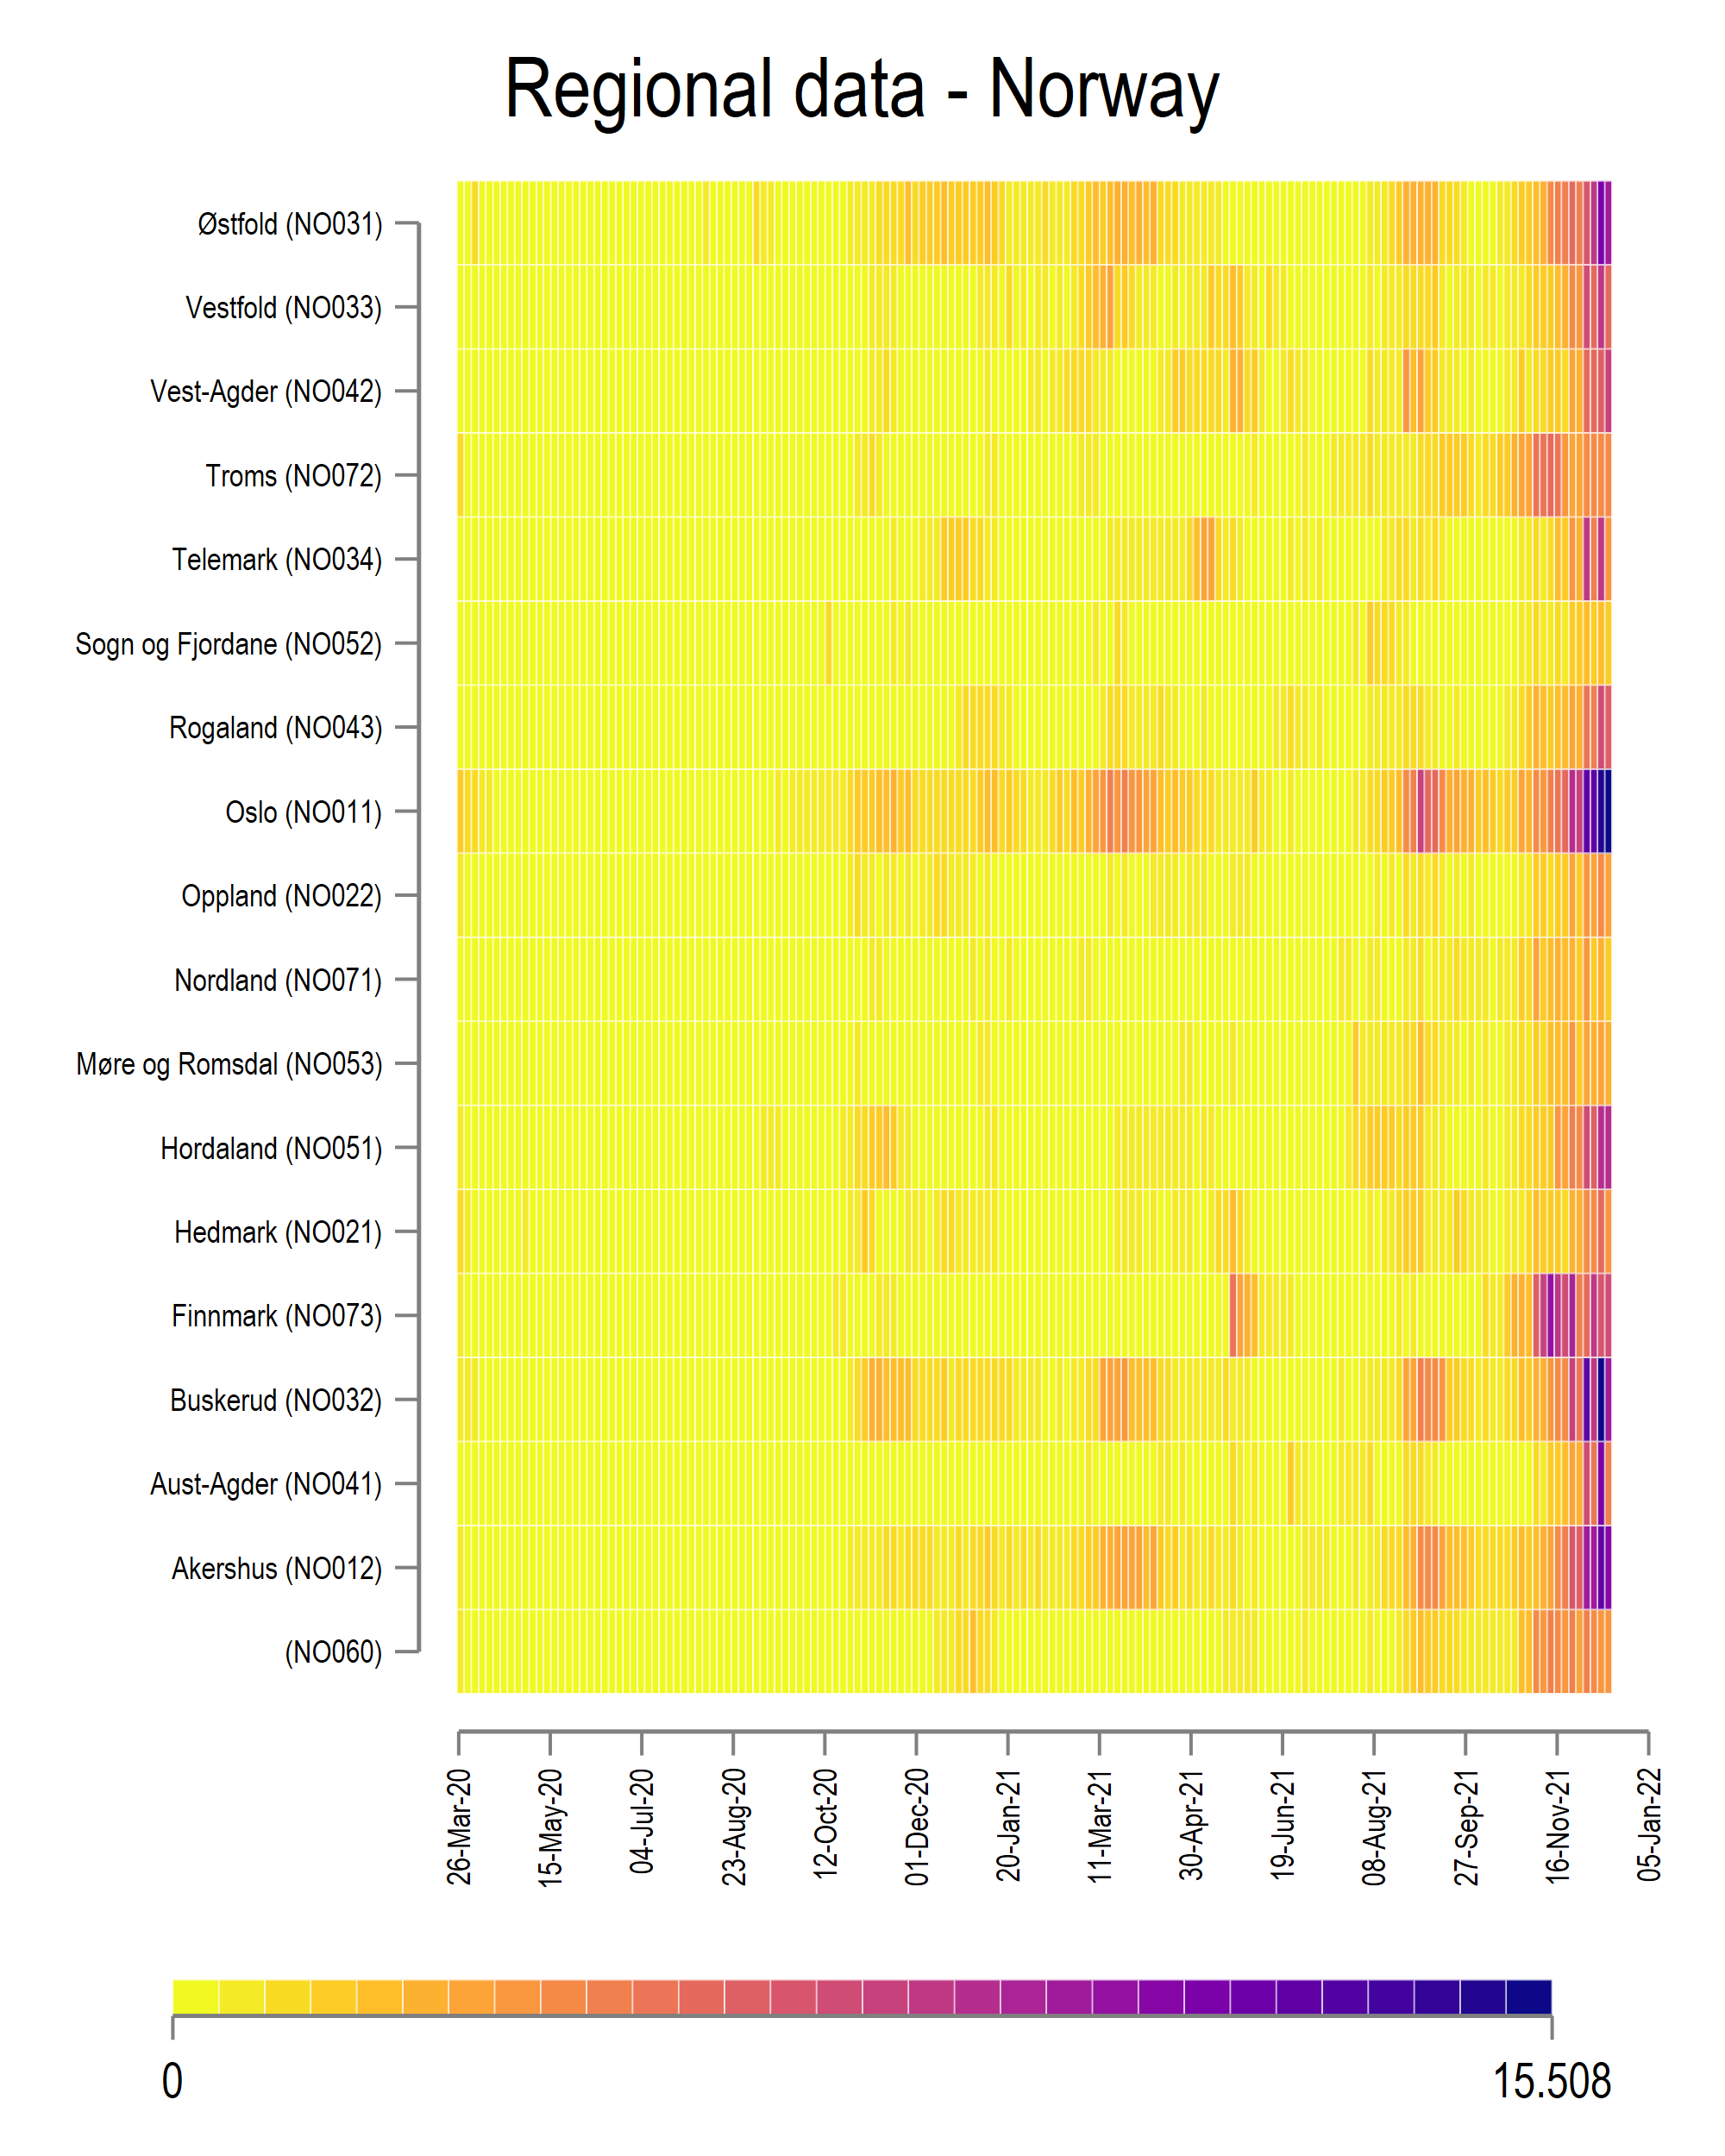 Regional data - Norway
Østfold (NO031)
Vestfold (NO033)
Vest-Agder (NO042)
Troms (NO072)
Telemark (NO034)
Sogn og Fjordane (NO052)
Rogaland (NO043)
Oslo (NO011)
Oppland (NO022)
Nordland (NO071)
Møre og Romsdal (NO053)
Hordaland (NO051)
Hedmark (NO021)
Finnmark (NO073)
Buskerud (NO032)
Aust-Agder (NO041)
Akershus (NO012)
(NO060)
26-Mar-20
15-May-20
04-Jul-20
23-Aug-20
12-Oct-20
01-Dec-20
20-Jan-21
11-Mar-21
30-Apr-21
19-Jun-21
08-Aug-21
27-Sep-21
16-Nov-21
05-Jan-22
0
15.508